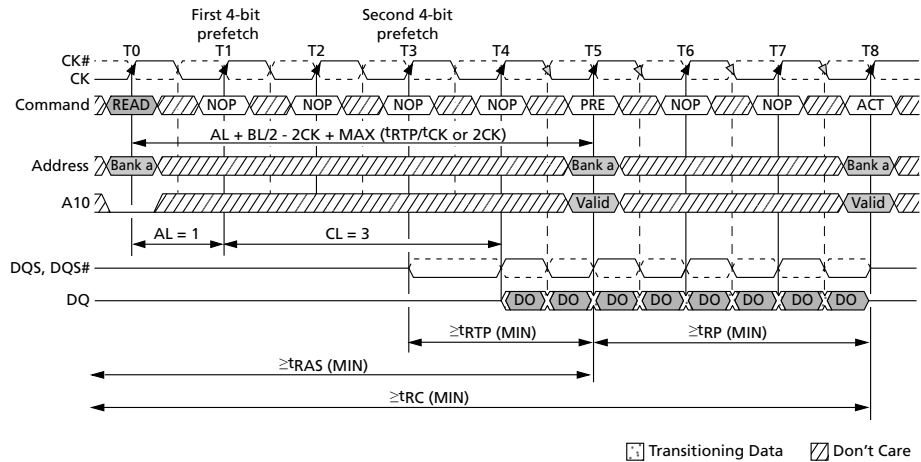 First 4-bit prefetch
Second 4-bit prefetch
T0 T1 T2 T3 T4 T5 T6 T7 T8
CK#
CK
Command READ NOP NOP NOP NOP PRE NOP NOP ACT
AL + BL/2 - 2CK + MAX (tRTP/tCK or 2CK)
Address Bank a Bank a Bank a
A10 Valid Valid
AL = 1 CL = 3
DQS, DQS#
DQ DO DO DO DO DO DO DO DO
≥tRTP (MIN) ≥tRP (MIN)
≥tRAS (MIN)
≥tRC (MIN)
Transitioning Data Don't Care